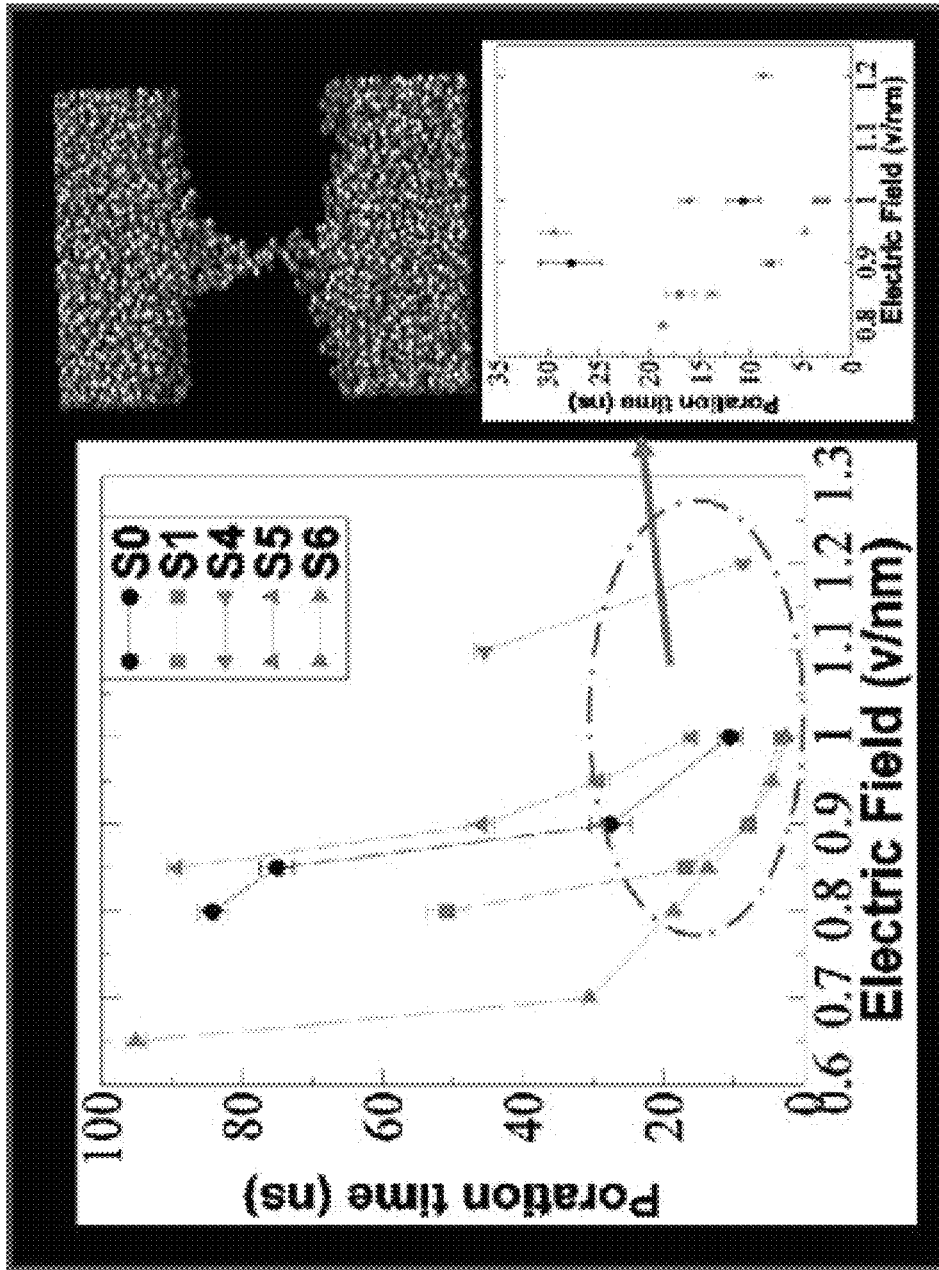 Poration time (ns)
100
80
60
40
20
0
0.6 0.7 0.8 0.9 1 1.1 1.2 1.3
Electric Field (v/nm)
S0
S1
S4
S5
S6
Poration time (ns)
35
30
25
20
15
10
5
0
0.8 0.9 1 1.1 1.2
Electric Field (v/nm)